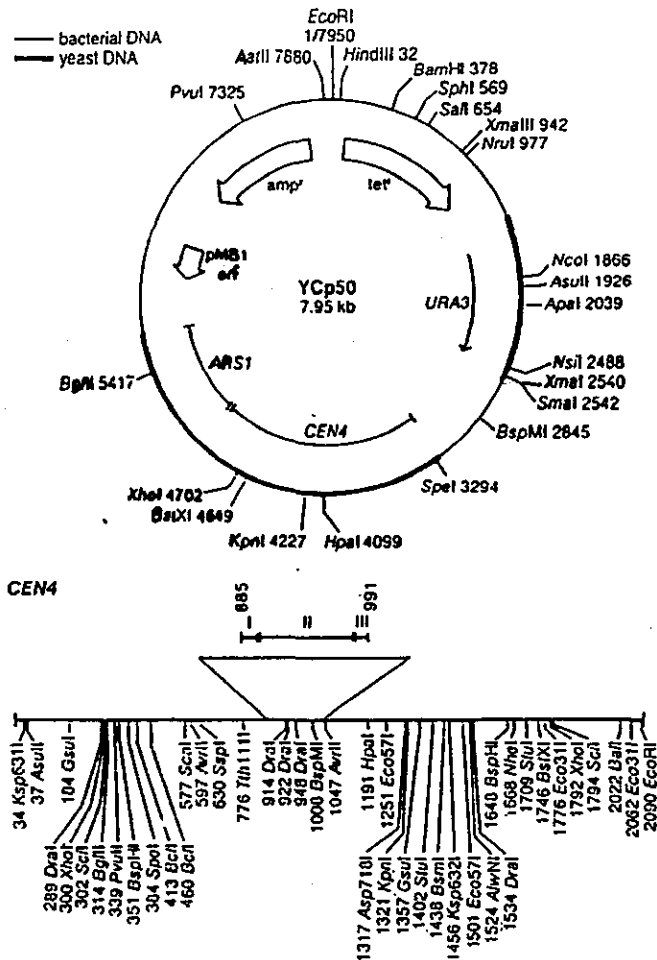 bacterial DNA
yeast DNA
EcoRI
1/7950
AatII 7880
HindIII 32
BamHI 378
SphI 569
SalI 654
XmaIII 942
NruI 977
PvuI 7325
ampʳ
tetʳ
pMB1
ori
YCp50
7.95 kb
URA3
NcoI 1866
AsuII 1926
ApaI 2039
NsiI 2488
XmaI 2540
SmaI 2542
BspMI 2845
SpeI 3294
HpaI 4099
KpnI 4227
BstXI 4649
XhoI 4702
5417
ARS1
CEN4
CEN4
885
991
I
II
III
34 Ksp632I
37 AsuII
184 GsuI
577 ScaI
597 AvrII
630 SspI
776 Tth111I
914 DraI
922 DraI
948 DraI
1000 BspMI
1047 AvrII
1191 HpaI
1251 Eco57I
1640 BspHI
1668 NheI
1709 StuI
1746 BstXI
1776 Eco31I
1792 XhoI
1794 ScII
2022 BalI
2062 Eco31I
2090 EcoRI
289 DraI
300 XhoI
302 ScII
314 BglII
339 PvuII
351 BspHI
384 SpeI
413 BclI
460 BclI
1317 Asp718I
1321 KpnI
1357 GsuI
1402 StuI
1438 BsmI
1456 Ksp632I
1501 Eco57I
1524 AlwNI
1534 DraI